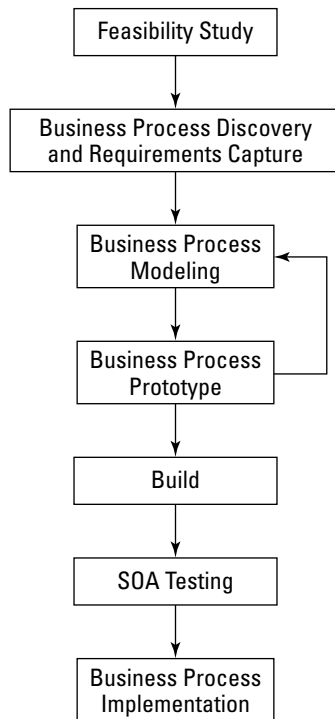 Feasibility Study
Business Process Discovery
and Requirements Capture
Business Process
Modeling
Business Process
Prototype
Build
SOA Testing
Business Process
Implementation